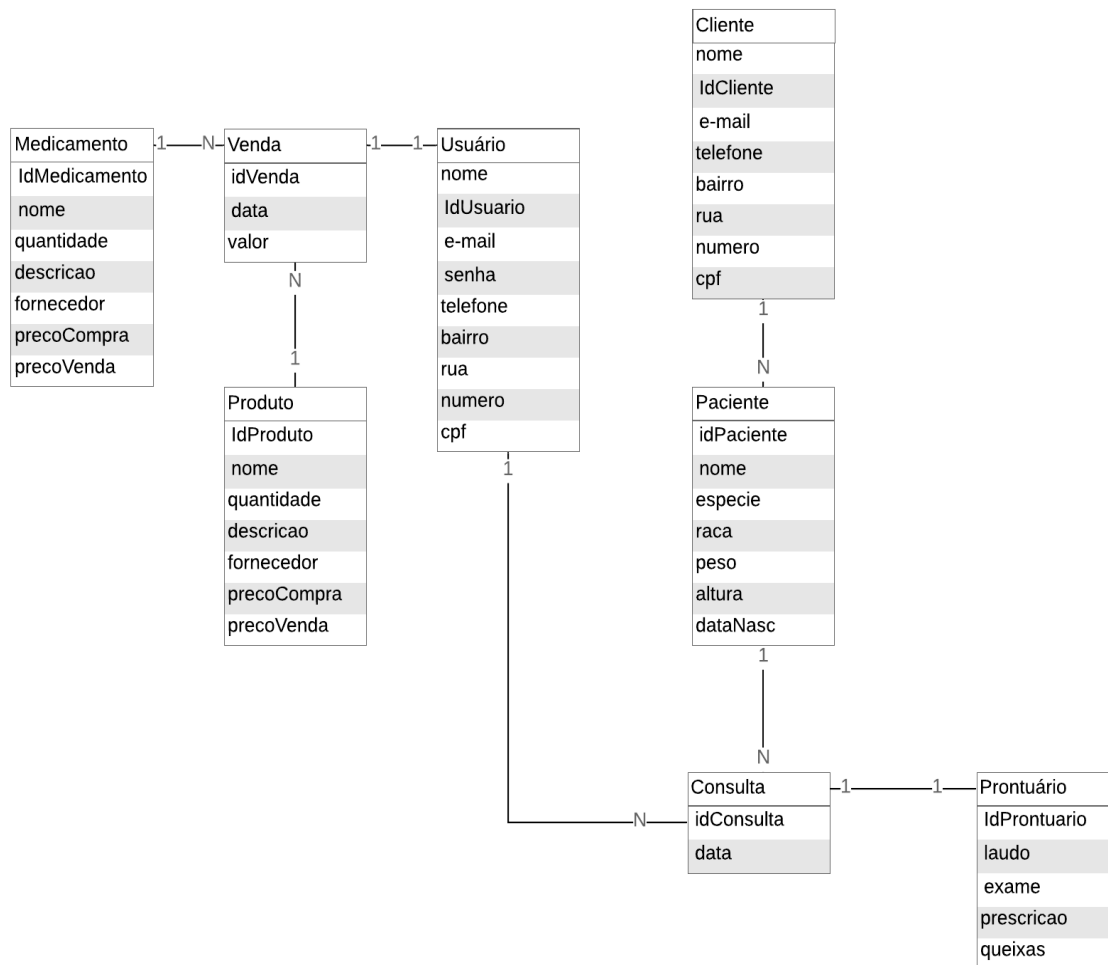 Cliente
nome
IdCliente
e-mail
telefone
bairro
rua
numero
cpf
1
N
Medicamento
IdMedicamento
nome
quantidade
descricao
fornecedor
precoCompra
precoVenda
1
N
Venda
idVenda
data
valor
1
1
Usuário
nome
IdUsuario
e-mail
senha
telefone
bairro
rua
numero
cpf
N
1
Produto
IdProduto
nome
quantidade
descricao
fornecedor
precoCompra
precoVenda
Paciente
idPaciente
nome
especie
raca
peso
altura
dataNasc
1
N
1
N
Consulta
idConsulta
data
1
1
Prontuário
IdProntuario
laudo
exame
prescricao
queixas